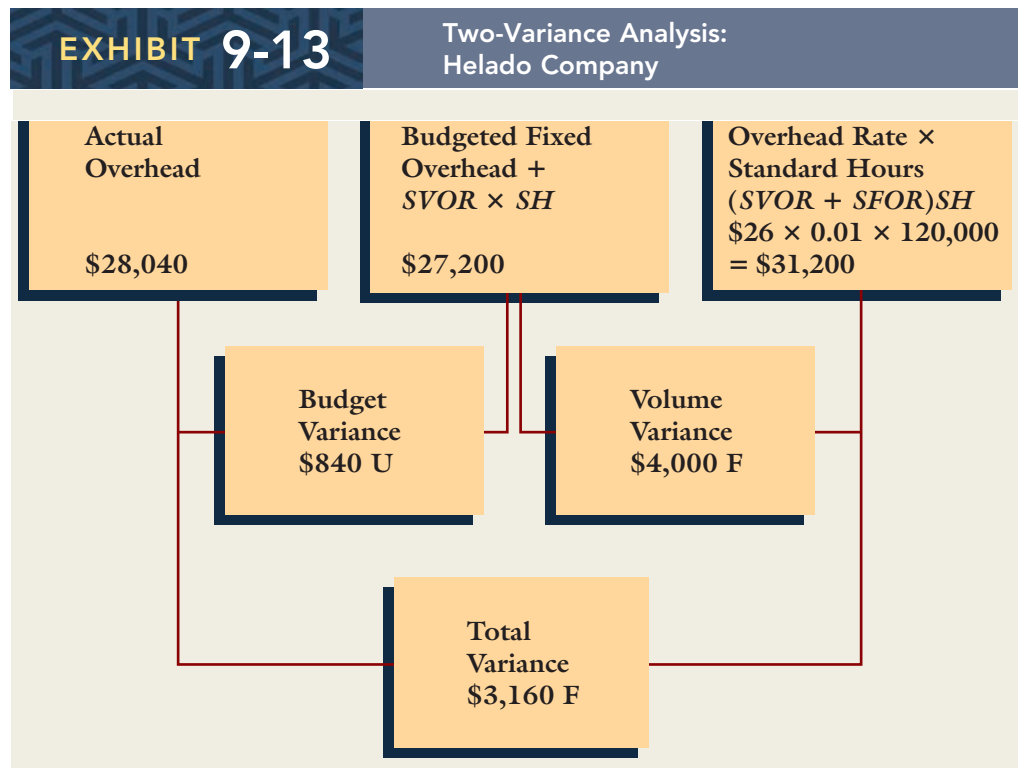 EXHIBIT 9-13
Two-Variance Analysis:
Helado Company
Actual
Overhead
$28,040
Budgeted Fixed
Overhead +
SVOR × SH
$27,200
Overhead Rate ×
Standard Hours
(SVOR + SFOR)SH
$26 × 0.01 × 120,000
= $31,200
Budget
Variance
$840 U
Volume
Variance
$4,000 F
Total
Variance
$3,160 F